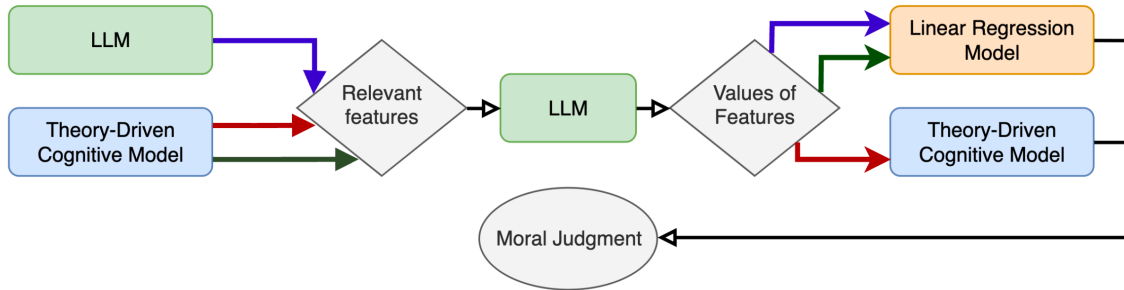 LLM
Theory-Driven
Cognitive Model
Relevant
features
LLM
Values of
Features
Linear Regression
Model
Theory-Driven
Cognitive Model
Moral Judgment